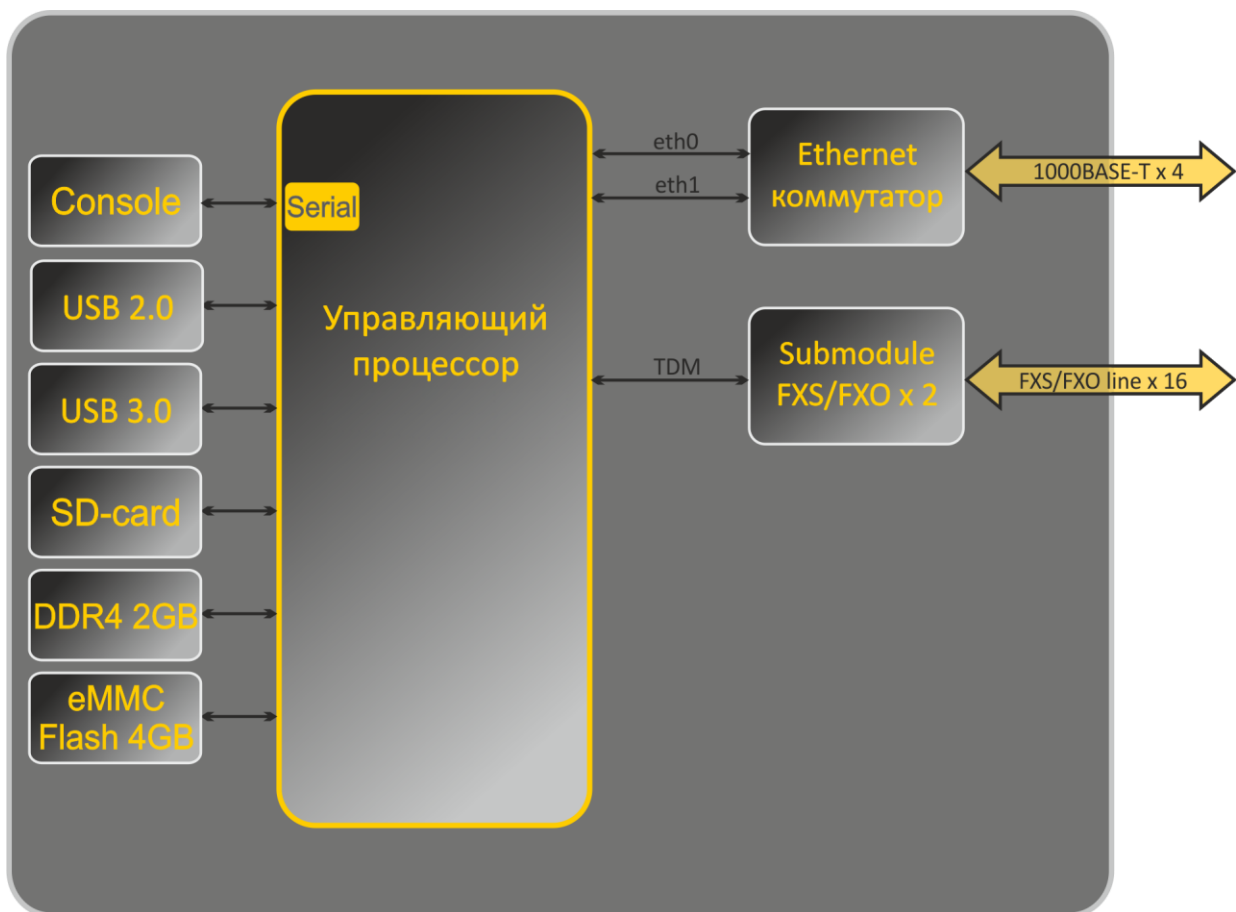 Console
USB 2.0
USB 3.0
SD-card
DDR4 2GB
eMMC
Flash 4GB
Serial
Управляющий
процессор
eth0
eth1
TDM
Ethernet
коммутатор
1000BASE-T x 4
Submodule
FXS/FXO x 2
FXS/FXO line x 16